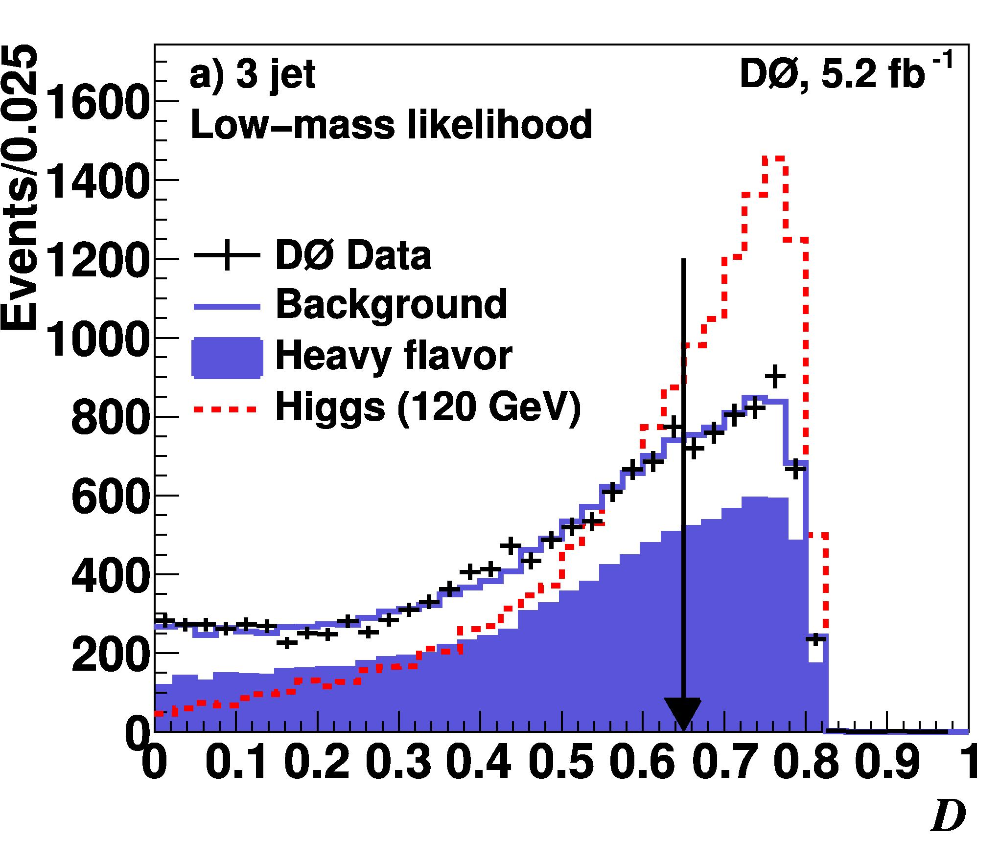 Events/0.025
a) 3 jet
DØ, 5.2 fb-1
Low-mass likelihood
1600
1400
1200
1000
800
600
400
200
0
DØ Data
Background
Heavy flavor
Higgs (120 GeV)
0 0.1 0.2 0.3 0.4 0.5 0.6 0.7 0.8 0.9 1
D